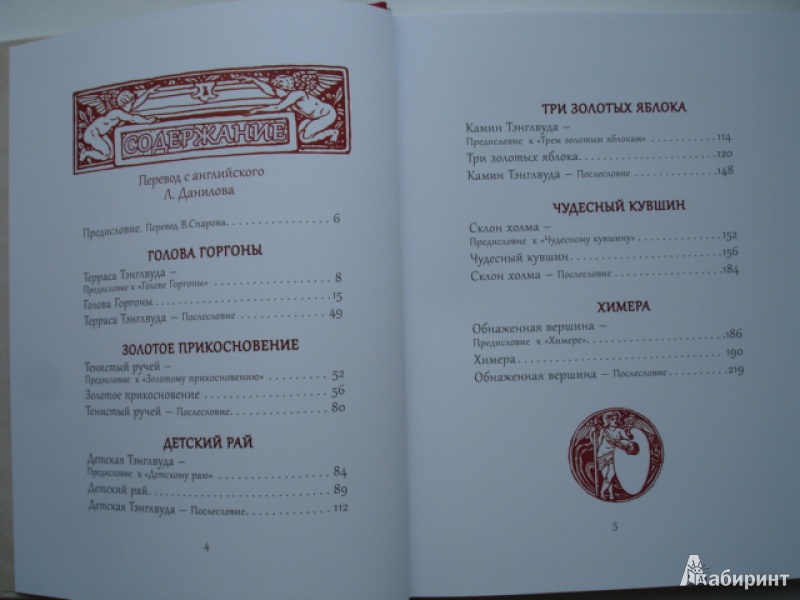 СОДЕРЖАНИЕ
Перевод с английского
Л. Данилова
Предисловие. Перевод В.Спарова. 6
ГОЛОВА ГОРГОНЫ
Терраса Тэнглвуда —
Предисловие к «Голове Горгоны» 8
Голова Горгоны 15
Терраса Тэнглвуда — Послесловие 49
ЗОЛОТОЕ ПРИКОСНОВЕНИЕ
Тенистый ручей —
Предисловие к «Золотому прикосновению» 52
Золотое прикосновение 56
Тенистый ручей — Послесловие. 80
ДЕТСКИЙ РАЙ
Детская Тэнглвуда —
Предисловие к «Детскому раю» 84
Детский рай. 89
Детская Тэнглвуда — Послесловие 112
4
ТРИ ЗОЛОТЫХ ЯБЛОКА
Камин Тэнглвуда —
Предисловие к «Трем золотым яблокам» 114
Три золотых яблока. 120
Камин Тэнглвуда — Послесловие 148
ЧУДЕСНЫЙ КУВШИН
Склон холма —
Предисловие к «Чудесному кувшину» 152
Чудесный кувшин 156
Склон холма — Послесловие 184
ХИМЕРА
Обнаженная вершина —
Предисловие к «Химере» 186
Химера 190
Обнаженная вершина — Послесловие 219
5
Лабиринт